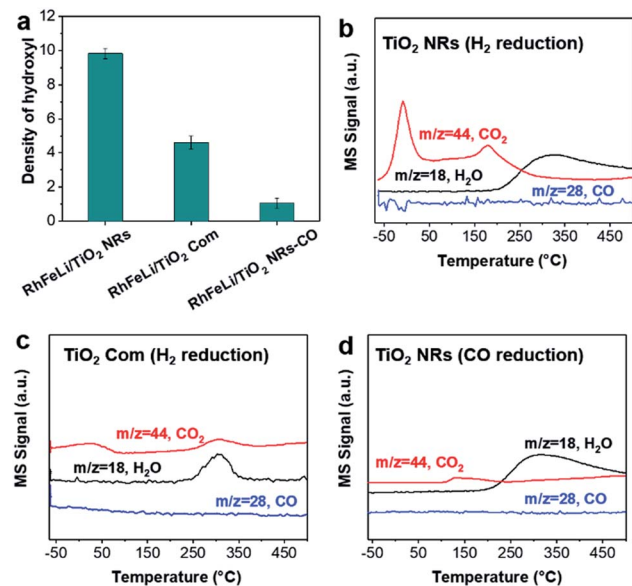 a
Density of hydroxyl
12
10
8
6
4
2
0
RhFeLi/TiO₂ NRs
RhFeLi/TiO₂ Com
RhFeLi/TiO₂ NRs-CO
b
TiO₂ NRs (H₂ reduction)
MS Signal (a.u.)
m/z=44, CO₂
m/z=18, H₂O
m/z=28, CO
-50 50 150 250 350 450
Temperature (°C)
c
TiO₂ Com (H₂ reduction)
MS Signal (a.u.)
m/z=44, CO₂
m/z=18, H₂O
m/z=28, CO
-50 50 150 250 350 450
Temperature (°C)
d
TiO₂ NRs (CO reduction)
MS Signal (a.u.)
m/z=18, H₂O
m/z=44, CO₂
m/z=28, CO
-50 50 150 250 350 450
Temperature (°C)